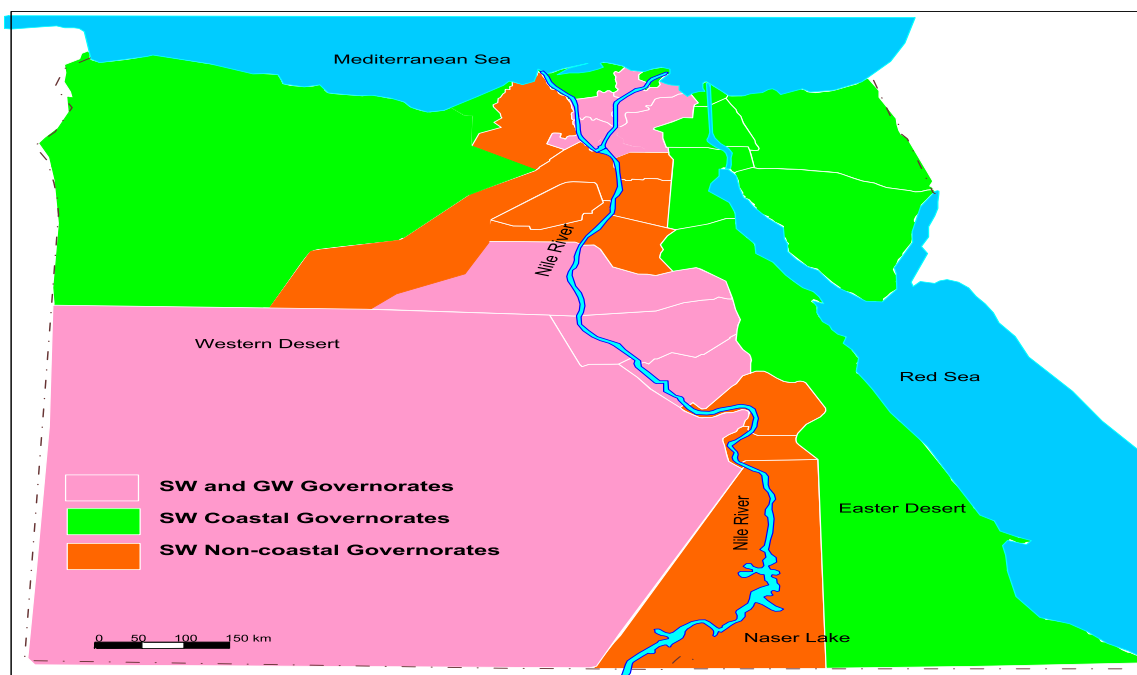 Mediterranean Sea
Nile River
Western Desert
Red Sea
SW and GW Governorates
SW Coastal Governorates
SW Non-coastal Governorates
Easter Desert
Nile River
0 50 100 150 km
Naser Lake